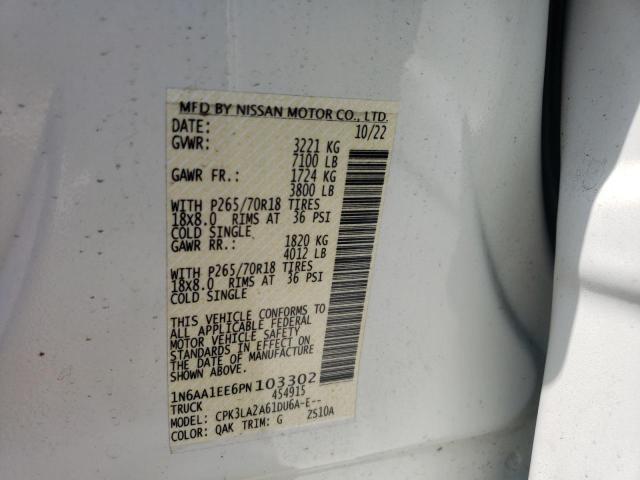 MFD BY NISSAN MOTOR CO., LTD.
DATE: 10/22
GVWR: 3221 KG
7100 LB
GAWR FR.: 1724 KG
3800 LB
WITH P265/70R18 TIRES
18x8.0 RIMS AT 36 PSI
COLD SINGLE
GAWR RR.: 1820 KG
4012 LB
WITH P265/70R18 TIRES
18x8.0 RIMS AT 36 PSI
COLD SINGLE
THIS VEHICLE CONFORMS TO
ALL APPLICABLE FEDERAL
MOTOR VEHICLE SAFETY
STANDARDS IN EFFECT ON
THE DATE OF MANUFACTURE
SHOWN ABOVE.
1N6AA1EE6PN103302
454915
TRUCK
MODEL: CPK3LA2A61DU6A-E--
COLOR: QAK TRIM: G ZS10A